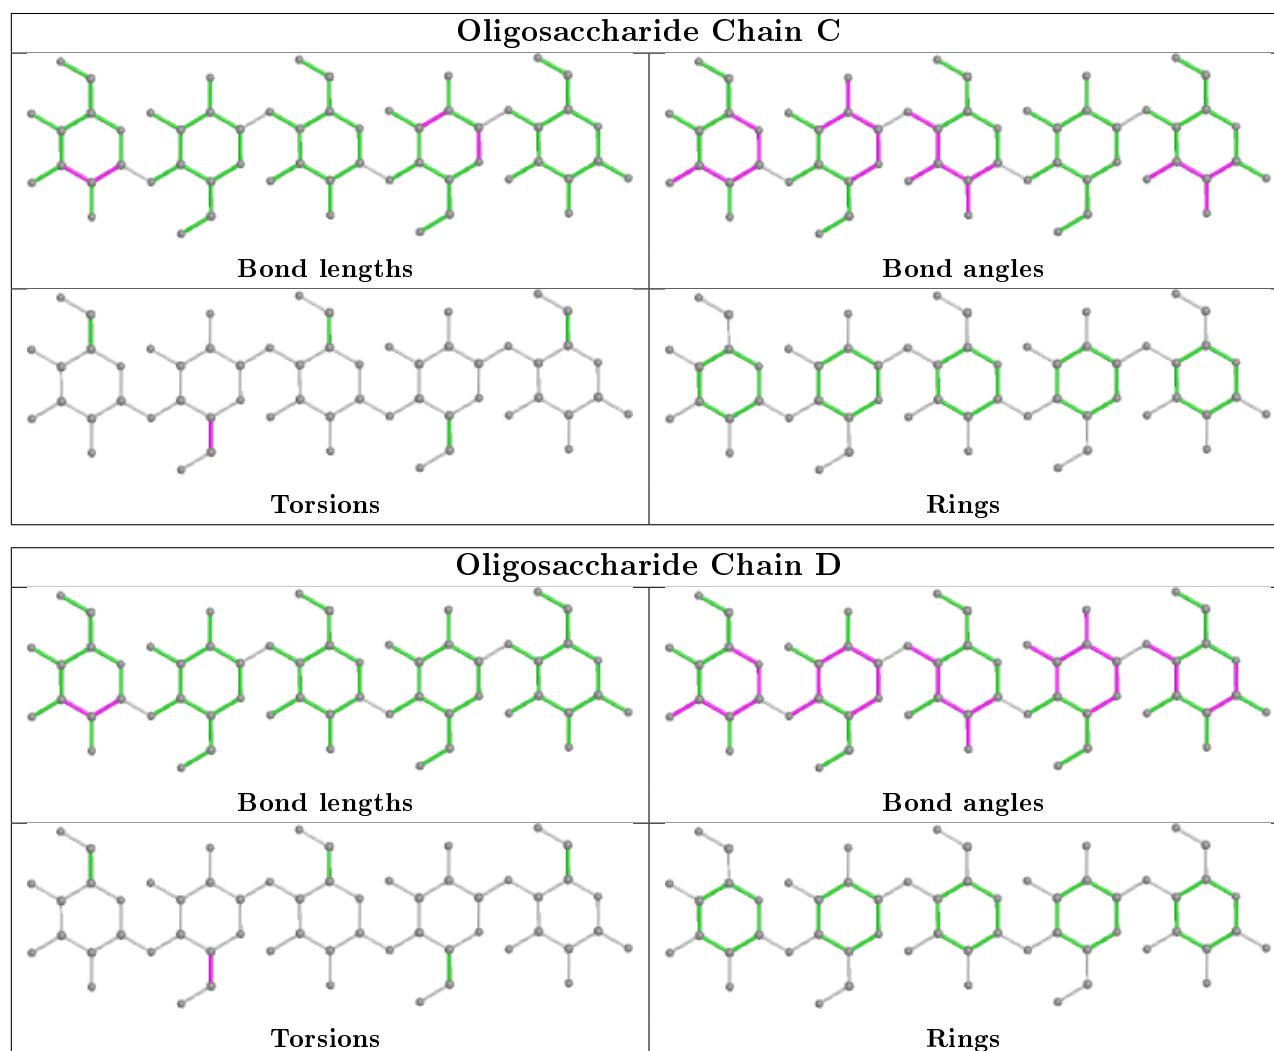 Oligosaccharide Chain C
Bond lengths
Bond angles
Torsions
Rings
Oligosaccharide Chain D
Bond lengths
Bond angles
Torsions
Rings